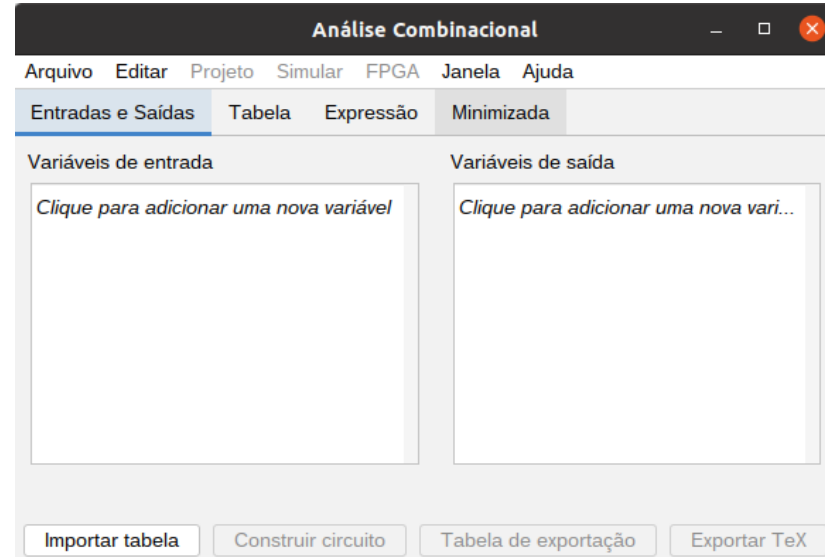 Análise Combinacional
Arquivo Editar Projeto Simular FPGA Janela Ajuda
Entradas e Saídas Tabela Expressão Minimizada
Variáveis de entrada Variáveis de saída
Clique para adicionar uma nova variável Clique para adicionar uma nova vari...
Importar tabela Construir circuito Tabela de exportação Exportar TeX